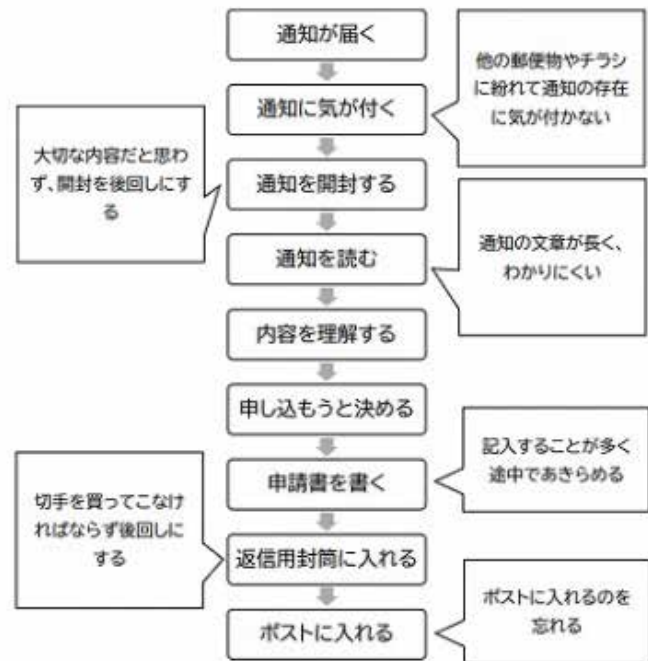 通知が届く
他の郵便物やチラシ
に紛れて通知の存在
に気が付かない
通知に気が付く
大切な内容だと思わ
ず、開封を後回しにす
る
通知を開封する
通知の文章が長く、
わかりにくい
通知を読む
内容を理解する
申し込もうと決める
記入することが多く
途中であきらめる
申請書を書く
切手を買ってこなけ
ればならず後回しに
する
返信用封筒に入れる
ポストに入れるのを
忘れる
ポストに入れる